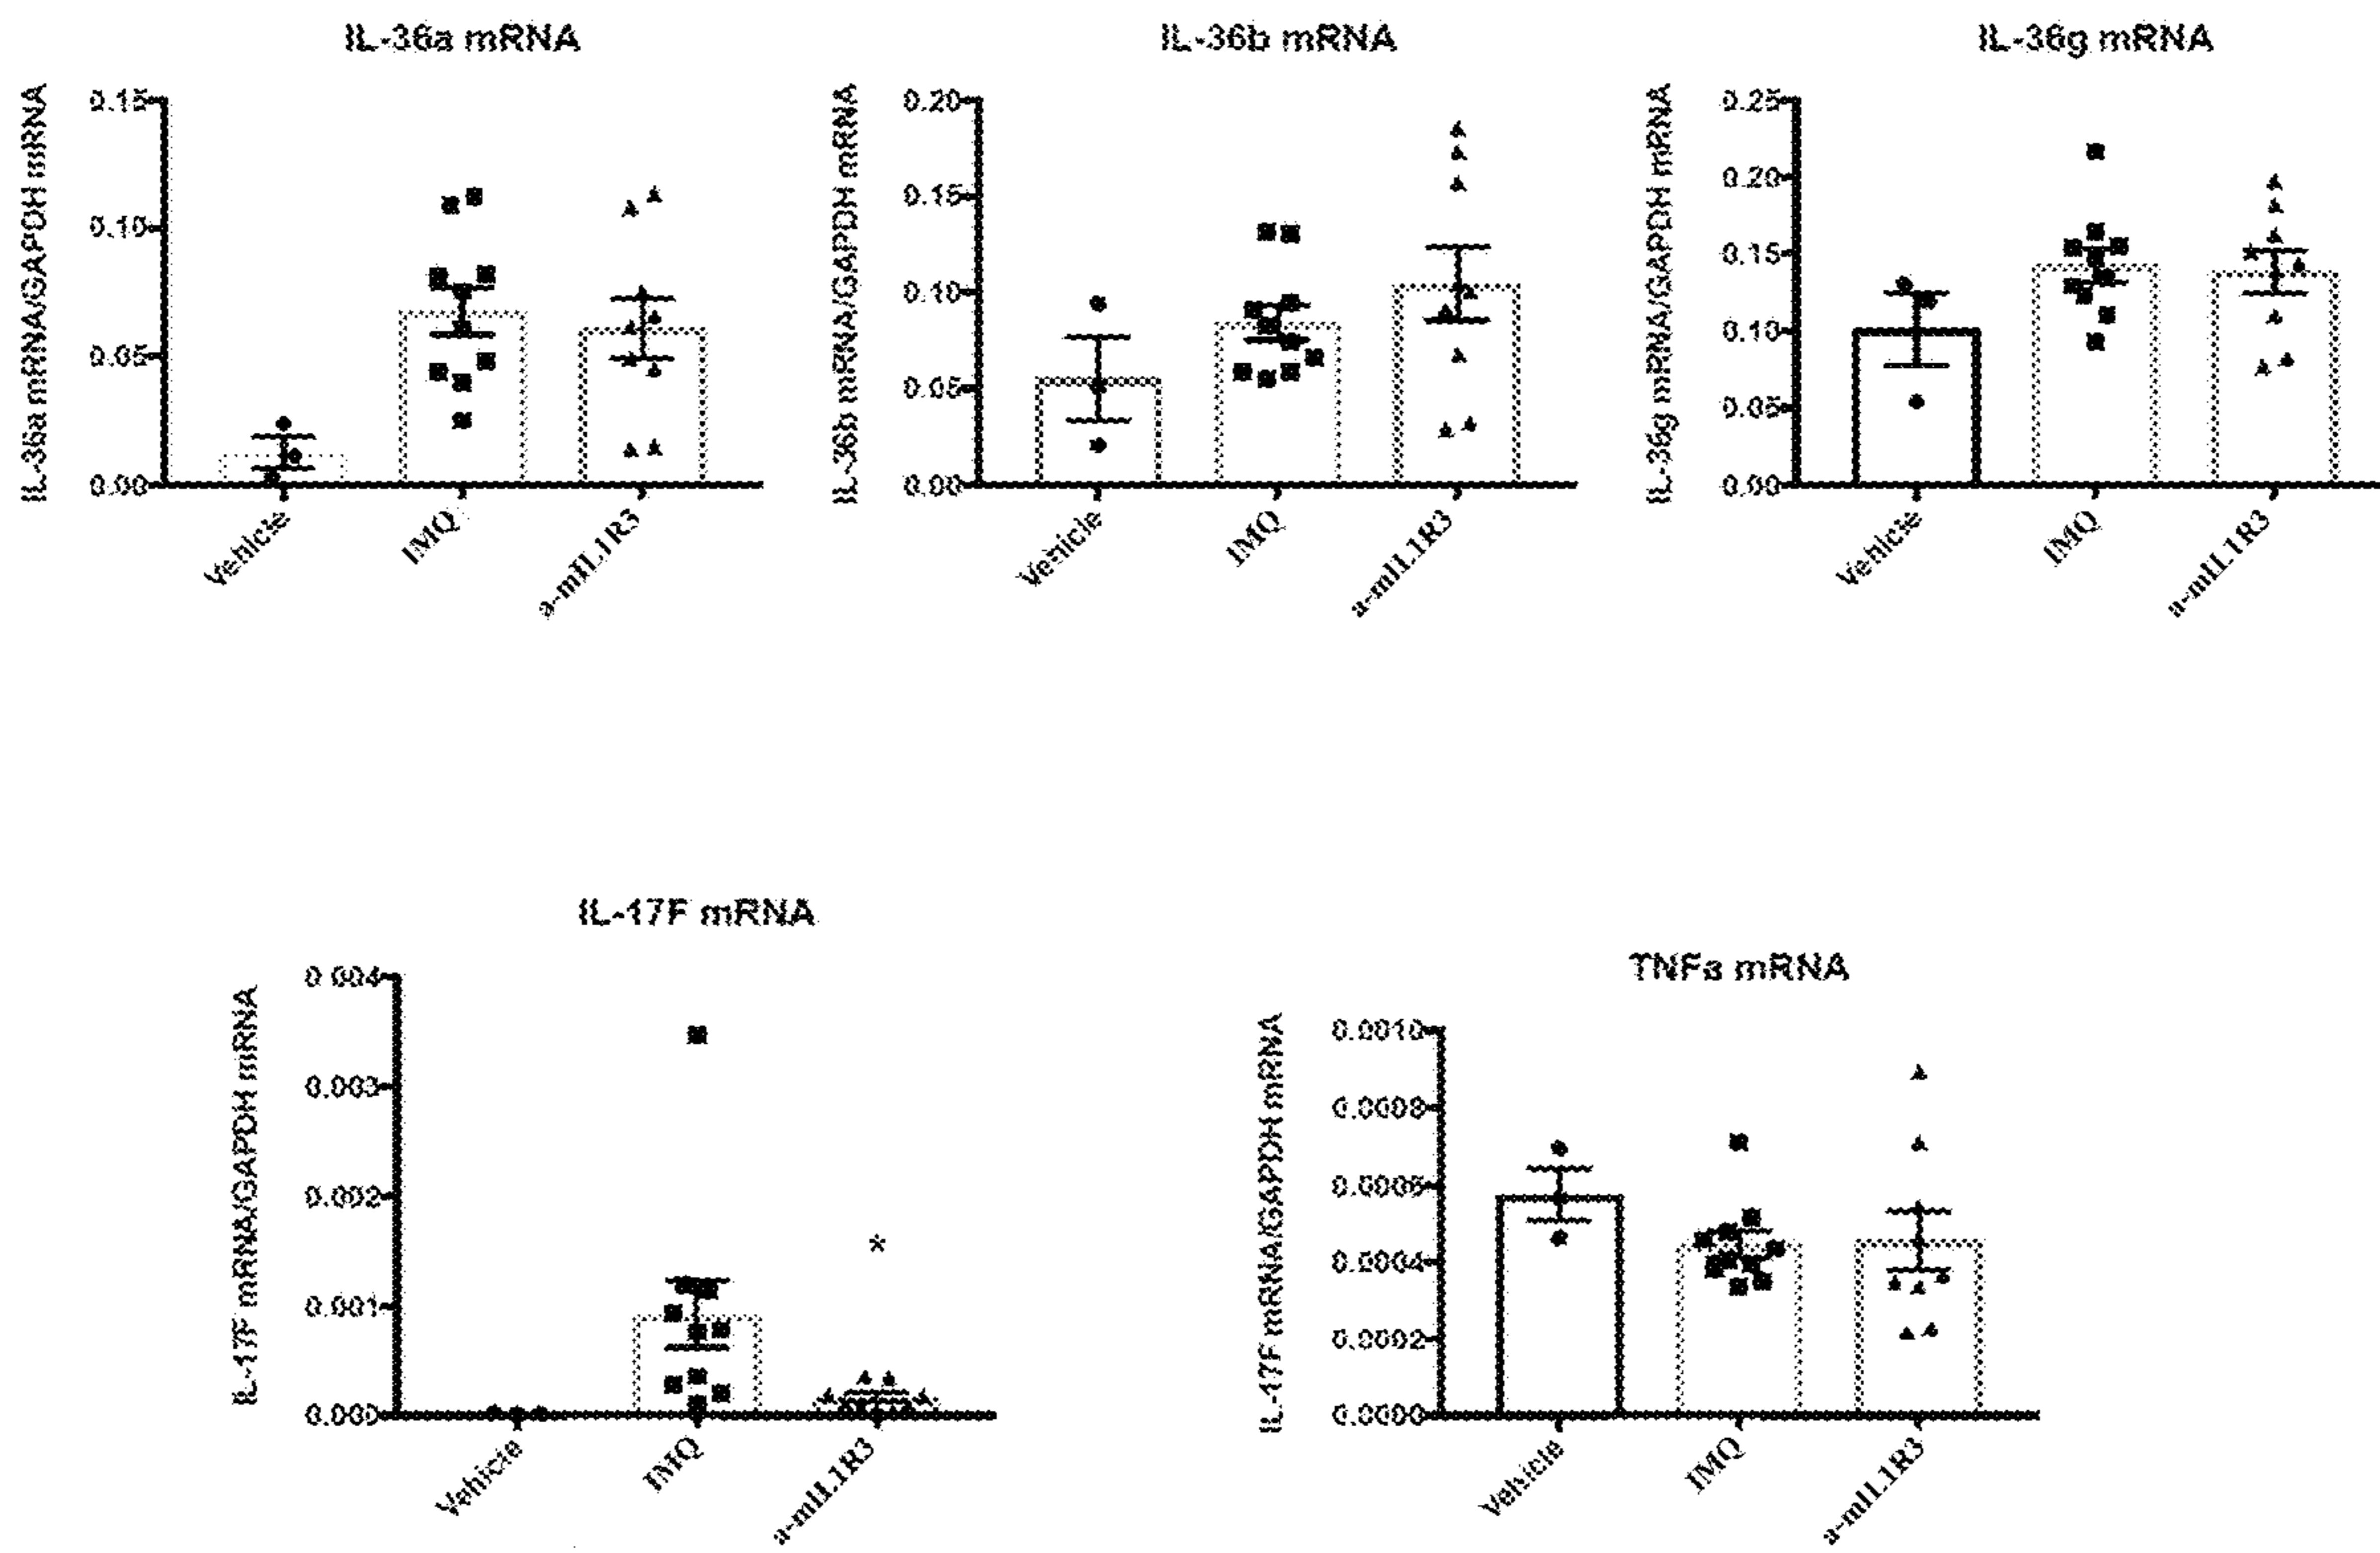 IL-36a mRNA
IL-36a mRNA/GAPDH mRNA
0.15
0.10
0.05
0.00
Vehicle
IMQ
a-mIL1R3
IL-36b mRNA
IL-36b mRNA/GAPDH mRNA
0.20
0.15
0.10
0.05
0.00
Vehicle
IMQ
a-mIL1R3
IL-36g mRNA
IL-36g mRNA/GAPDH mRNA
0.25
0.20
0.15
0.10
0.05
0.00
Vehicle
IMQ
a-mIL1R3
IL-17F mRNA
IL-17F mRNA/GAPDH mRNA
0.004
0.003
0.002
0.001
0.000
*
Vehicle
IMQ
a-mIL1R3
TNFa mRNA
IL-17F mRNA/GAPDH mRNA
0.0010
0.0008
0.0006
0.0004
0.0002
0.0000
Vehicle
IMQ
a-mIL1R3